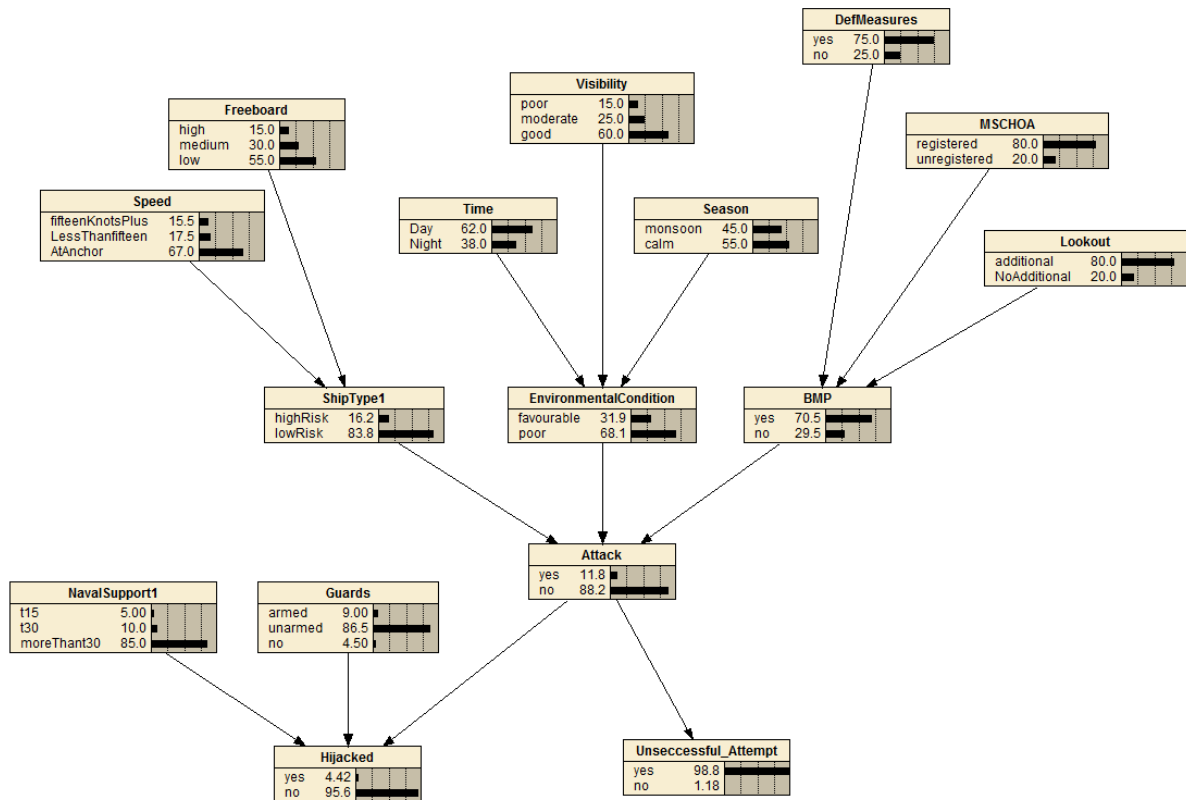 DefMeasures
yes 75.0
no 25.0
Visibility
poor 15.0
moderate 25.0
good 60.0
Freeboard
high 15.0
medium 30.0
low 55.0
MSCHOA
registered 80.0
unregistered 20.0
Speed
fifteenKnotsPlus 15.5
LessThanfifteen 17.5
AtAnchor 67.0
Time
Day 62.0
Night 38.0
Season
monsoon 45.0
calm 55.0
Lookout
additional 80.0
NoAdditional 20.0
ShipType1
highRisk 16.2
lowRisk 83.8
EnvironmentalCondition
favourable 31.9
poor 68.1
BMP
yes 70.5
no 29.5
Attack
yes 11.8
no 88.2
NavalSupport1
t15 5.00
t30 10.0
moreThant30 85.0
Guards
armed 9.00
unarmed 86.5
no 4.50
Hijacked
yes 4.42
no 95.6
Unseccessful_Attempt
yes 98.8
no 1.18